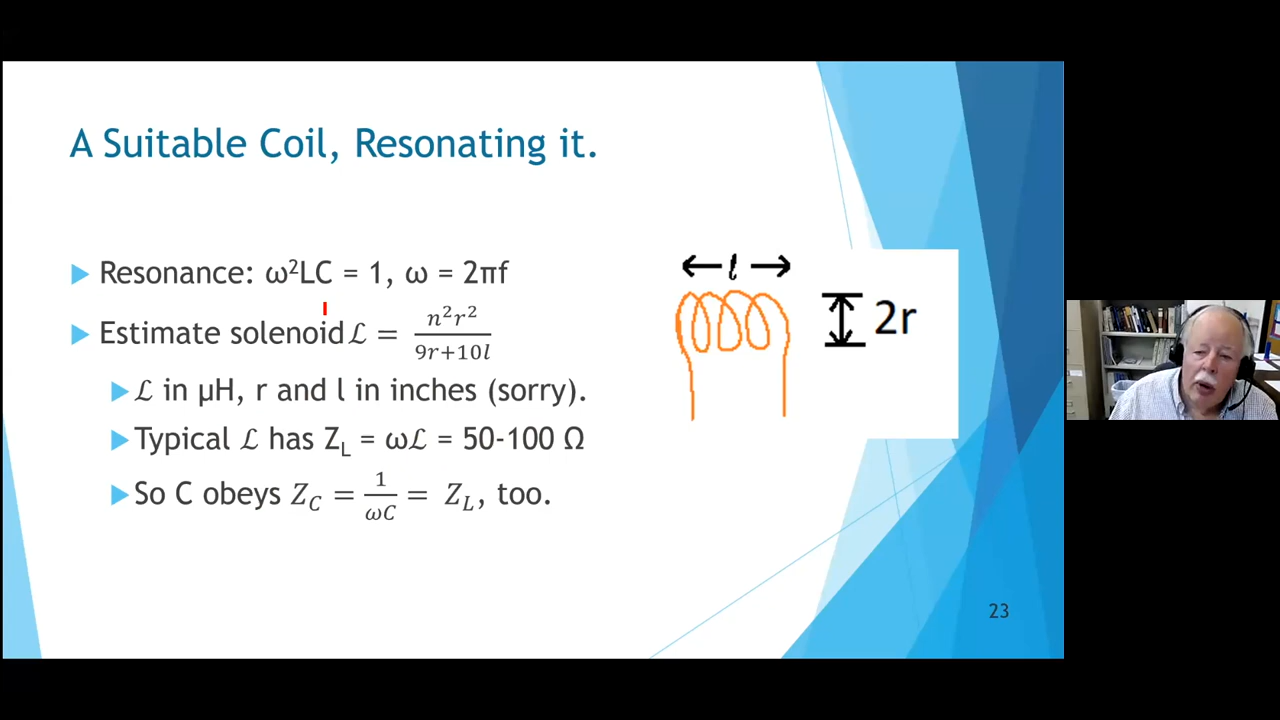 A Suitable Coil, Resonating it.
Resonance: ω²LC = 1, ω = 2πf
Estimate solenoid ℒ = n²r² / 9r+10l
ℒ in μH, r and l in inches (sorry).
Typical ℒ has Z_L = ωℒ = 50-100 Ω
So C obeys Z_C = 1/ωC = Z_L, too.
l
2r
23